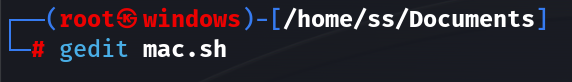 ┌──(root㉿windows)-[/home/ss/Documents]
└─# gedit mac.sh